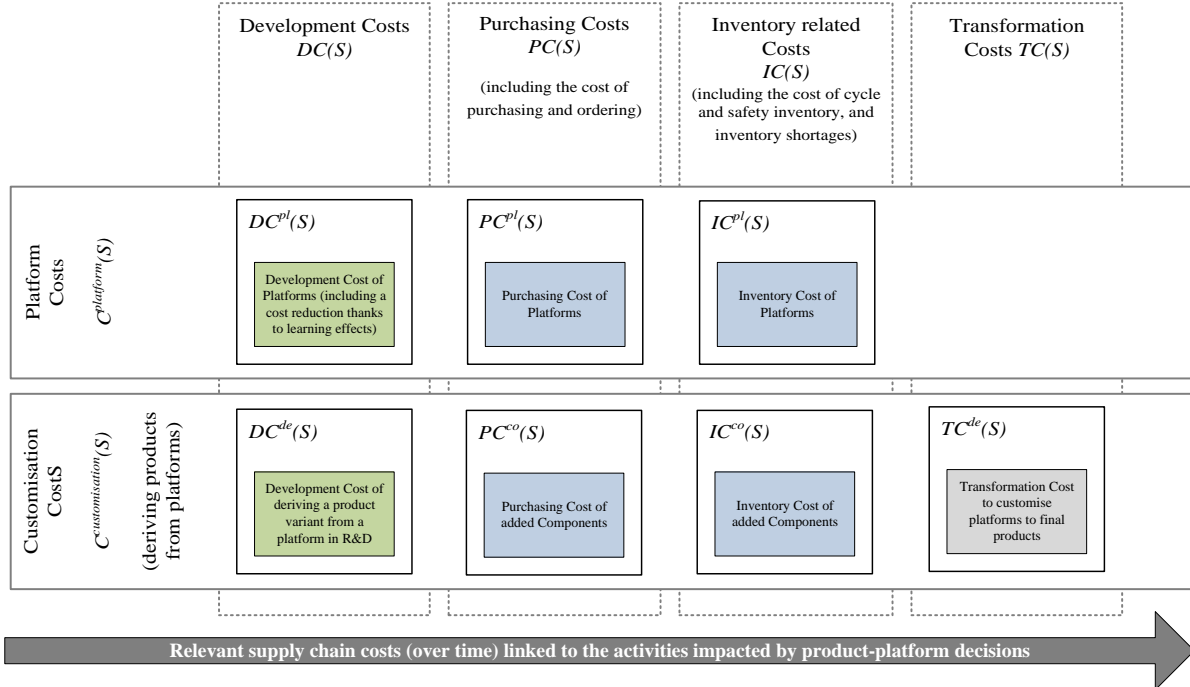 Development Costs
DC(S)
Purchasing Costs
PC(S)
(including the cost of
purchasing and ordering)
Inventory related
Costs
IC(S)
(including the cost of cycle
and safety inventory, and
inventory shortages)
Transformation
Costs TC(S)
Platform
Costs
C^platform(S)
DC^pl(S)
Development Cost of
Platforms (including a
cost reduction thanks
to learning effects)
PC^pl(S)
Purchasing Cost of
Platforms
IC^pl(S)
Inventory Cost of
Platforms
Customisation
CostS
C^customisation(S)
(deriving products
from platforms)
DC^de(S)
Development Cost of
deriving a product
variant from a
platform in R&D
PC^co(S)
Purchasing Cost of
added Components
IC^co(S)
Inventory Cost of
added Components
TC^de(S)
Transformation Cost
to customise
platforms to final
products
Relevant supply chain costs (over time) linked to the activities impacted by product-platform decisions